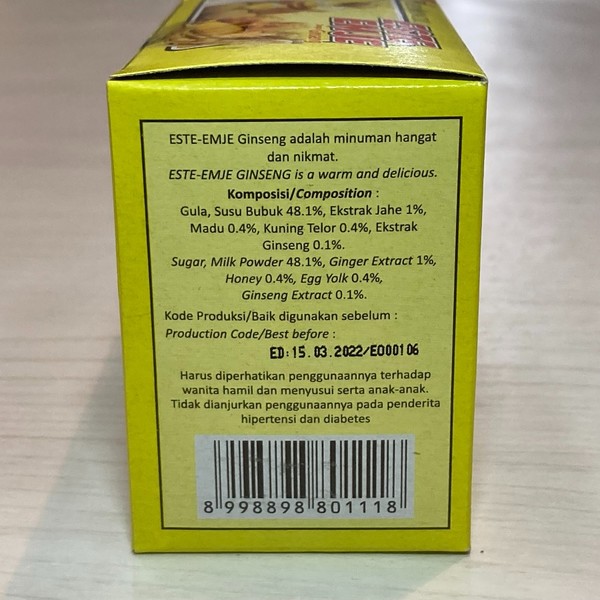 ESTE-EMJE Ginseng adalah minuman hangat
dan nikmat.
ESTE-EMJE GINSENG is a warm and delicious.
Komposisi/Composition :
Gula, Susu Bubuk 48.1%, Ekstrak Jahe 1%,
Madu 0.4%, Kuning Telor 0.4%, Ekstrak
Ginseng 0.1%.
Sugar, Milk Powder 48.1%, Ginger Extract 1%,
Honey 0.4%, Egg Yolk 0.4%,
Ginseng Extract 0.1%.
Kode Produksi/Baik digunakan sebelum :
Production Code/Best before :
ED:15.03.2022/EO00106
Harus diperhatikan penggunaannya terhadap
wanita hamil dan menyusui serta anak-anak.
Tidak dianjurkan penggunaannya pada penderita
hipertensi dan diabetes
8 998898 801118